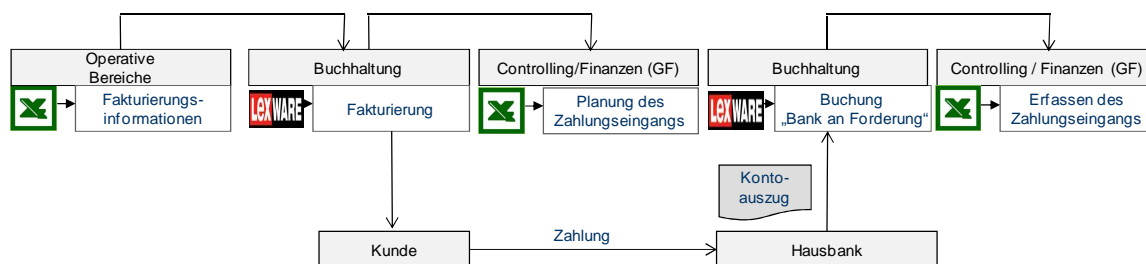 Operative
Bereiche
Fakturierungs-
informationen
Buchhaltung
LEXWARE
Fakturierung
Controlling/Finanzen (GF)
Planung des
Zahlungseingangs
Buchhaltung
LEXWARE
Buchung
„Bank an Forderung“
Controlling / Finanzen (GF)
Erfassen des
Zahlungseingangs
Konto-
auszug
Kunde
Zahlung
Hausbank